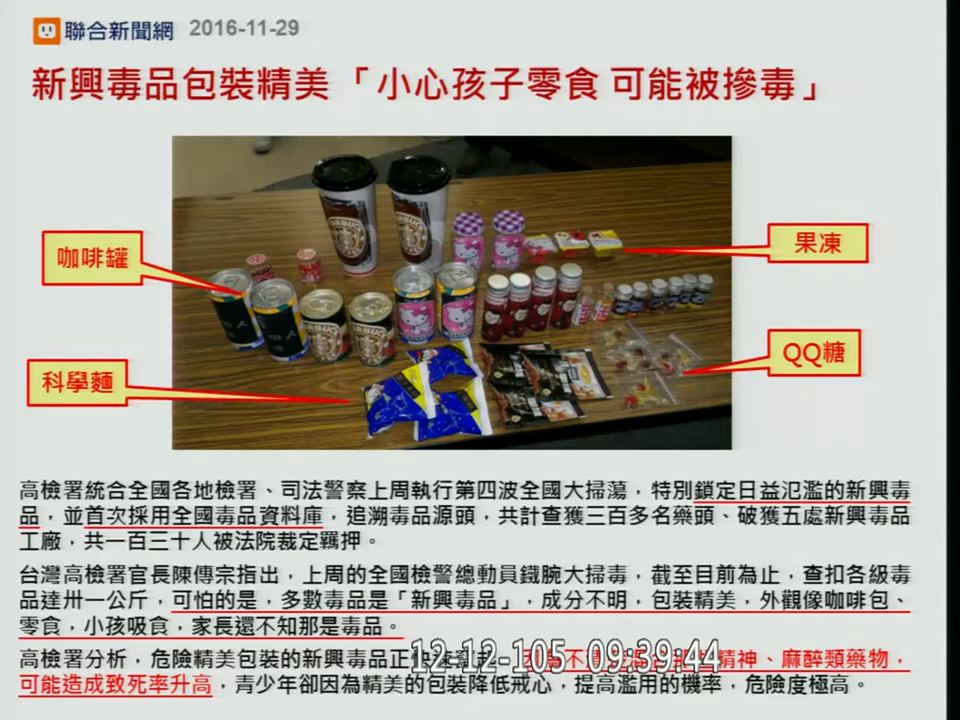 聯合新聞網 2016-11-29
新興毒品包裝精美「小心孩子零食 可能被摻毒」
咖啡罐
果凍
科學麵
QQ糖
高檢署統合全國各地檢署、司法警察上周執行第四波全國大掃蕩，特別鎖定日益氾濫的新興毒
品，並首次採用全國毒品資料庫，追溯毒品源頭，共計查獲三百多名藥頭、破獲五處新興毒品
工廠，共一百三十人被法院裁定羈押。
台灣高檢署官長陳傳宗指出，上周的全國檢警總動員鐵腕大掃毒，截至目前為止，查扣各級毒
品達卅一公斤，可怕的是，多數毒品是「新興毒品」，成分不明，包裝精美，外觀像咖啡包、
零食，小孩吸食，家長還不知那是毒品。
高檢署分析，危險精美包裝的新興毒品正快 精神、麻醉類藥物，
12-12-105 09:39:44
可能造成致死率升高，青少年卻因為精美的包裝降低戒心，提高濫用的機率，危險度極高。